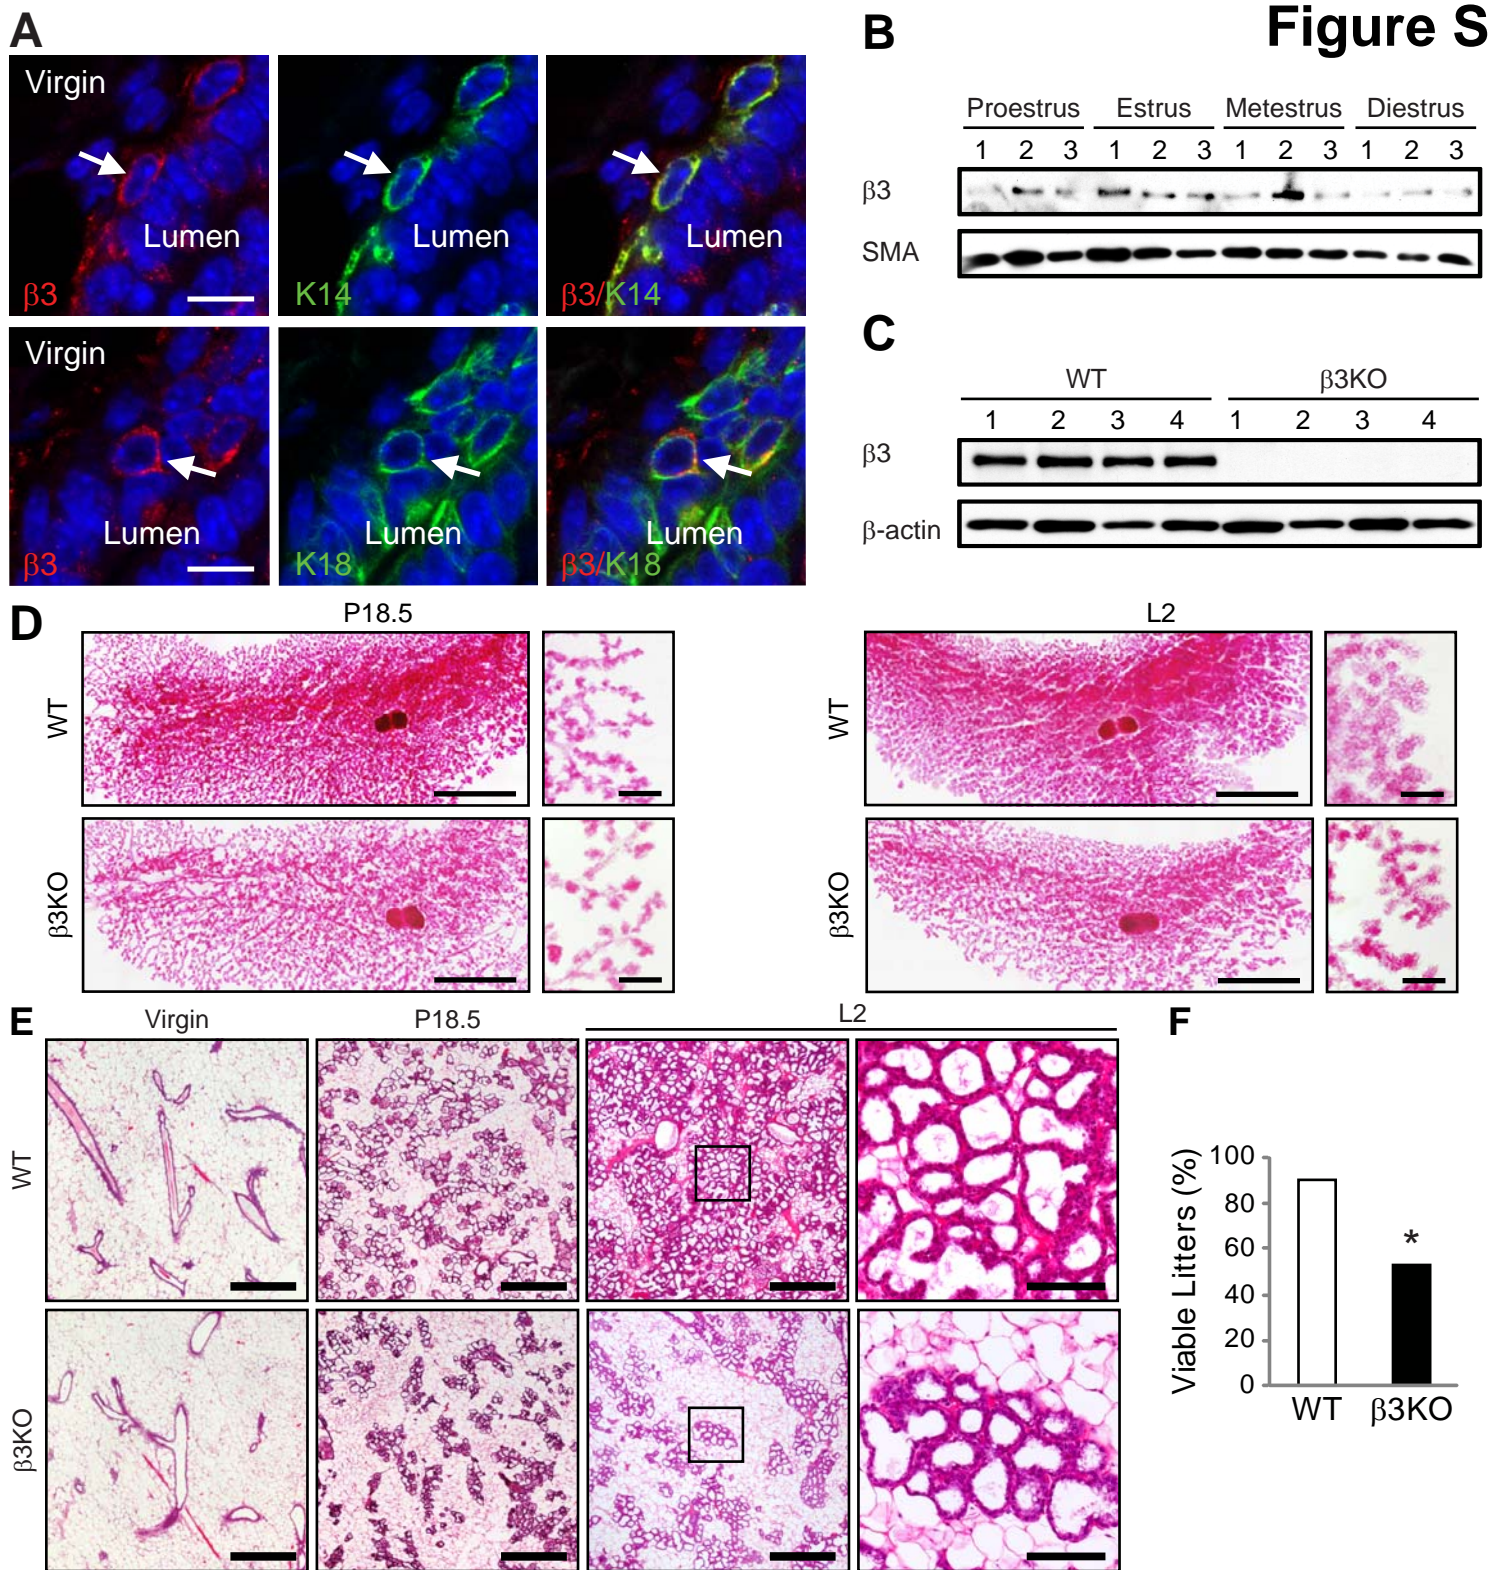 Figure S
A
Virgin
Lumen
β3
Lumen
K14
Lumen
β3/K14
Virgin
Lumen
β3
Lumen
K18
Lumen
β3/K18
B
Proestrus Estrus Metestrus Diestrus
1 2 3 1 2 3 1 2 3 1 2 3
β3
SMA
C
WT β3KO
1 2 3 4 1 2 3 4
β3
β-actin
D
P18.5 L2
WT WT
β3KO β3KO
E
Virgin P18.5 L2
WT
β3KO
F
Viable Litters (%)
100
80
60
40
20
0
*
WT β3KO